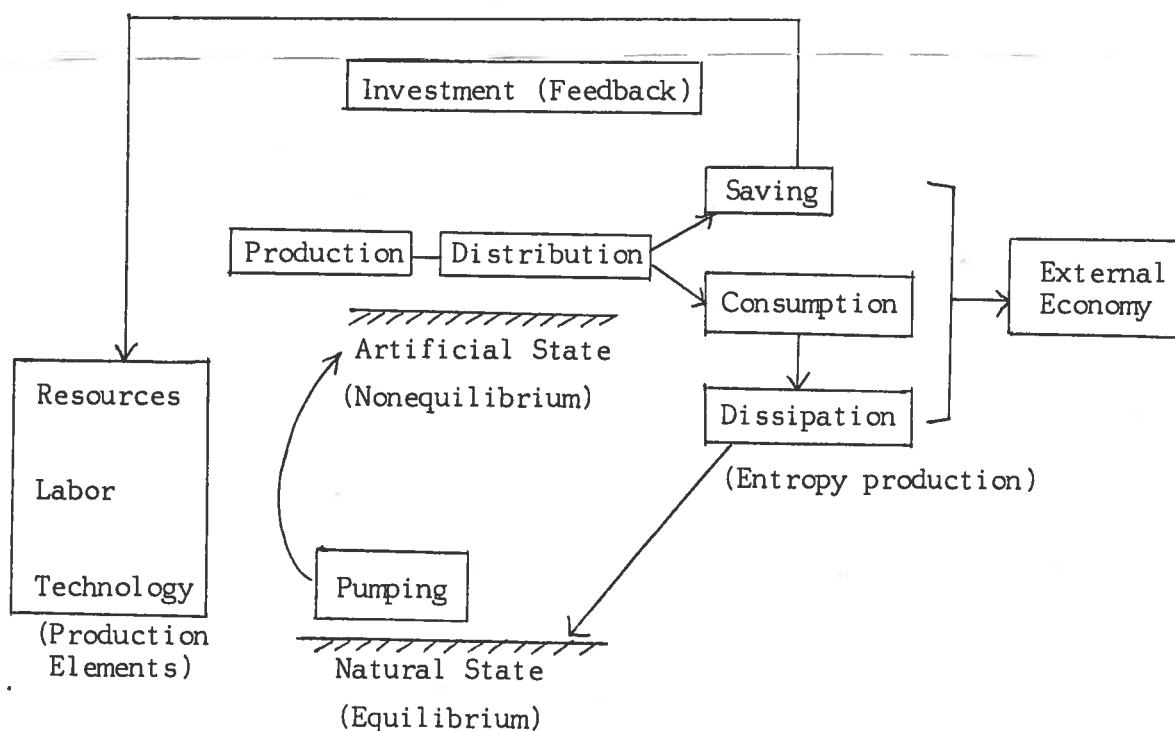 Investment (Feedback)
Saving
Production
Distribution
Consumption
External
Economy
Artificial State
(Nonequilibrium)
Resources
Labor
Technology
(Production
Elements)
Dissipation
(Entropy production)
Pumping
Natural State
(Equilibrium)